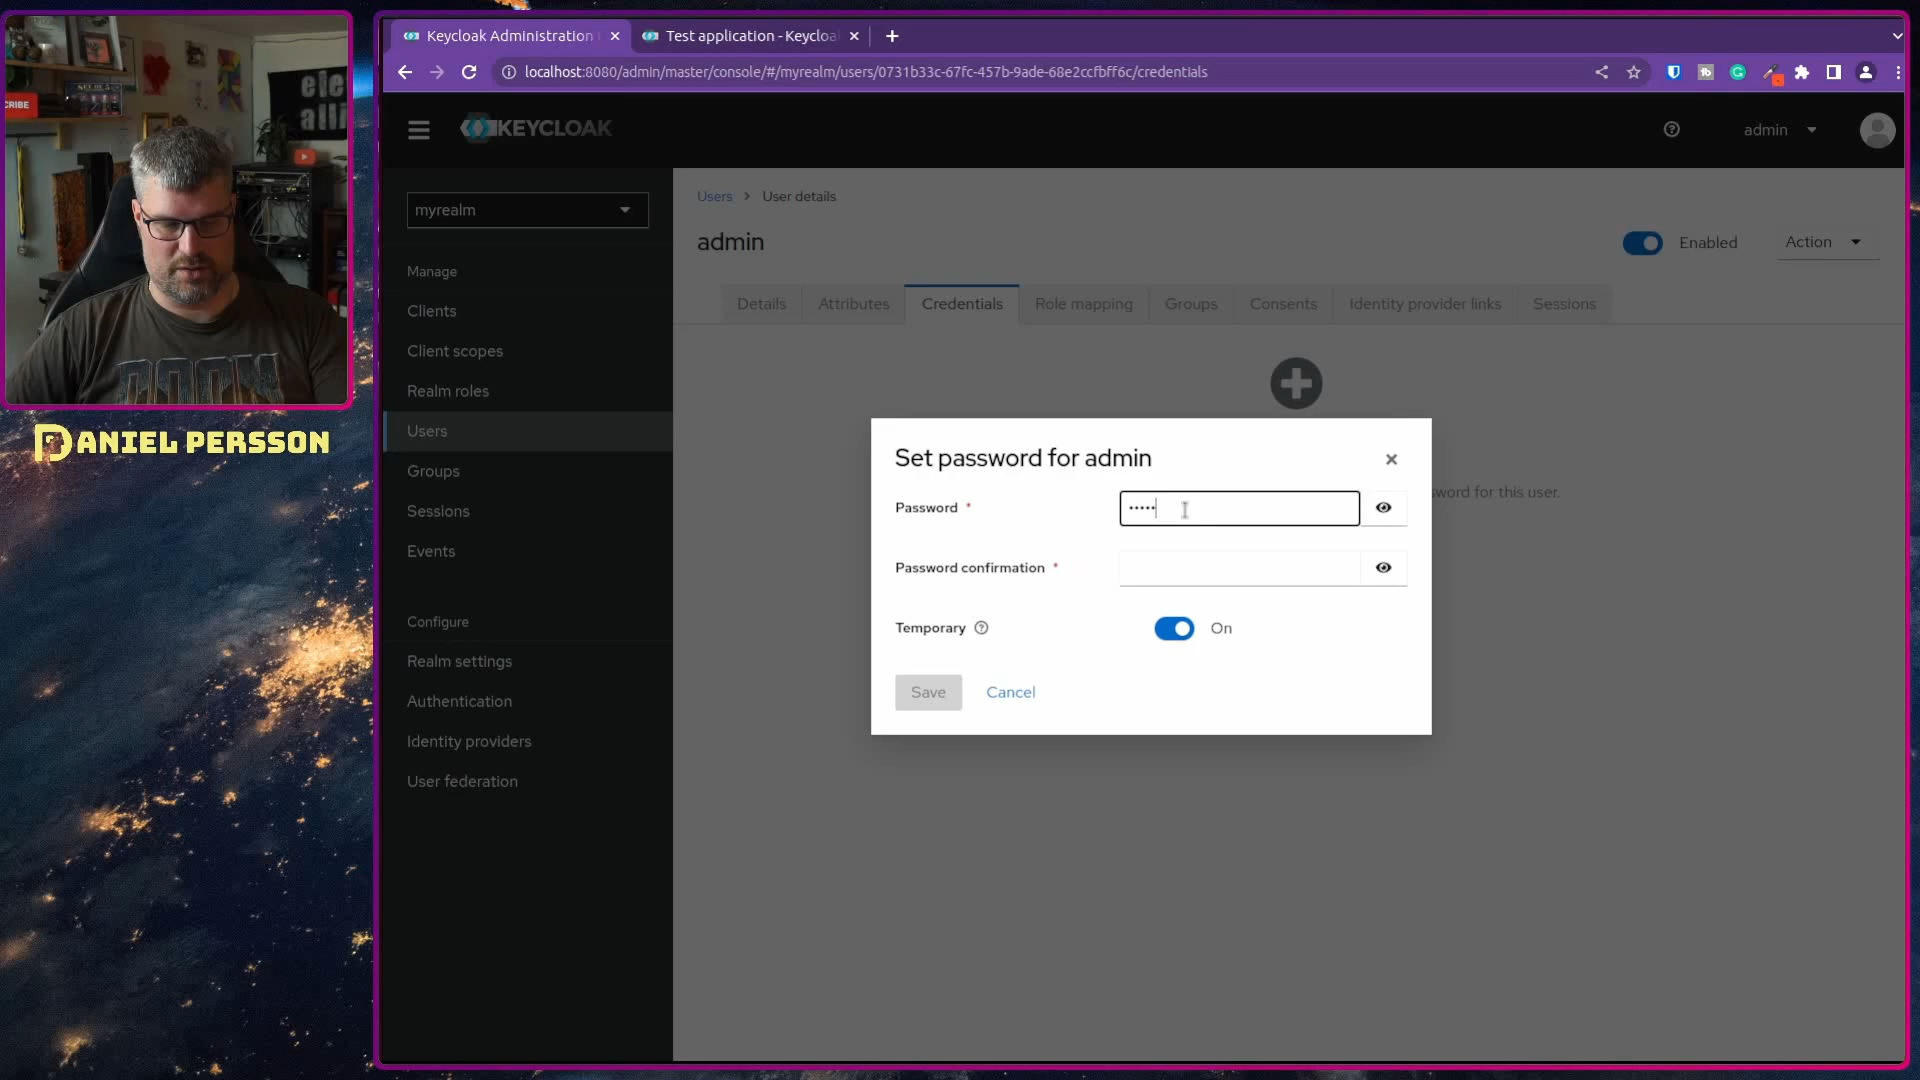 CRIBE
DANIEL PERSSON
Keycloak Administration
Test application - Keycloa
localhost:8080/admin/master/console/#/myrealm/users/0731b33c-67fc-457b-9ade-68e2ccfbff6c/credentials
KEYCLOAK
admin
myrealm
Manage
Clients
Client scopes
Realm roles
Users
Groups
Sessions
Events
Configure
Realm settings
Authentication
Identity providers
User federation
Users > User details
admin
Enabled
Action
Details
Attributes
Credentials
Role mapping
Groups
Consents
Identity provider links
Sessions
sword for this user.
Set password for admin
Password *
•••••
Password confirmation *
Temporary
On
Save
Cancel